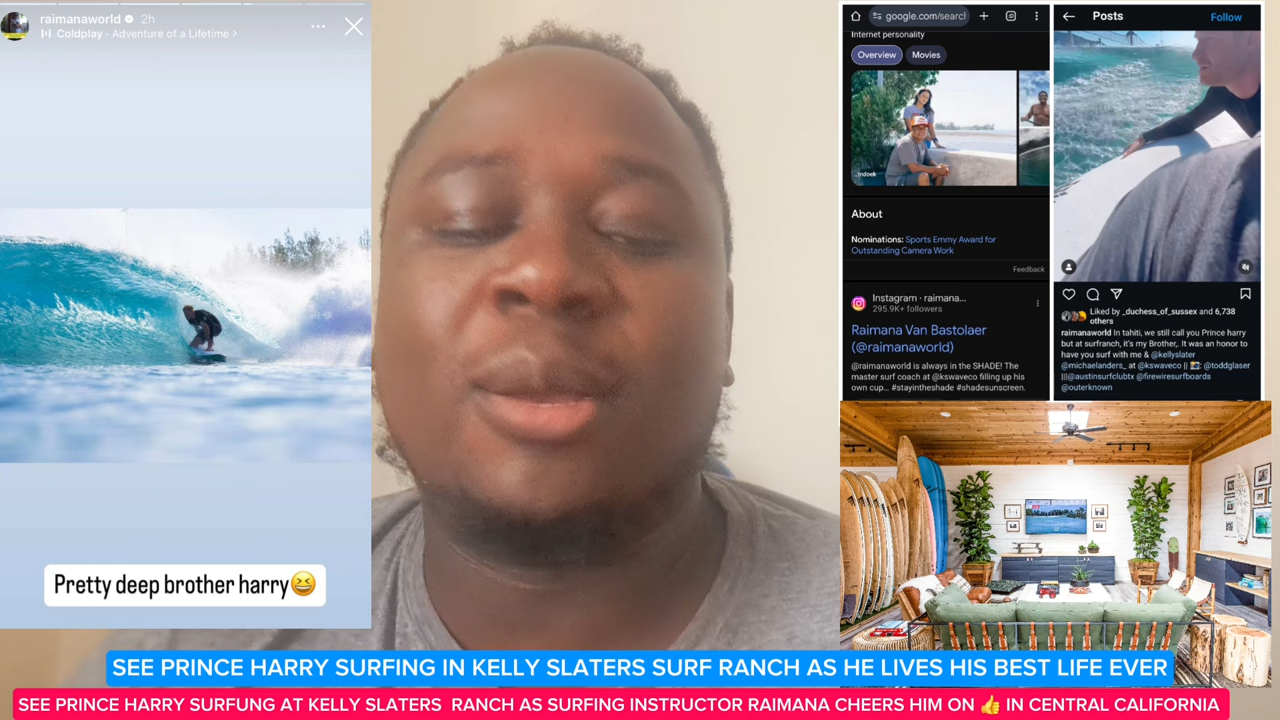 raimanaworld 2h
Coldplay · Adventure of a Lifetime >
Pretty deep brother harry😆
google.com/searcl
Internet personality
Overview
Movies
Indoek
About
Nominations: Sports Emmy Award for
Outstanding Camera Work
Feedback
Instagram · raimana...
295.9K+ followers
Raimana Van Bastolaer
(@raimanaworld)
@raimanaworld is always in the SHADE! The
master surf coach at @kswaveco filling up his
own cup... #stayintheshade #shadesunscreen.
Posts
Follow
Liked by _duchess_of_sussex and 6,738
others
raimanaworld In tahiti, we still call you Prince harry
but at surfranch, it's my Brother,. It was an honor to
have you surf with me & @kellyslater
@michaelanders_ at @kswaveco || 📸: @toddglaser
|||@austinsurfclubtx @firewiresurfboards
@outerknown
SEE PRINCE HARRY SURFING IN KELLY SLATERS SURF RANCH AS HE LIVES HIS BEST LIFE EVER
SEE PRINCE HARRY SURFUNG AT KELLY SLATERS RANCH AS SURFING INSTRUCTOR RAIMANA CHEERS HIM ON 👍 IN CENTRAL CALIFORNIA